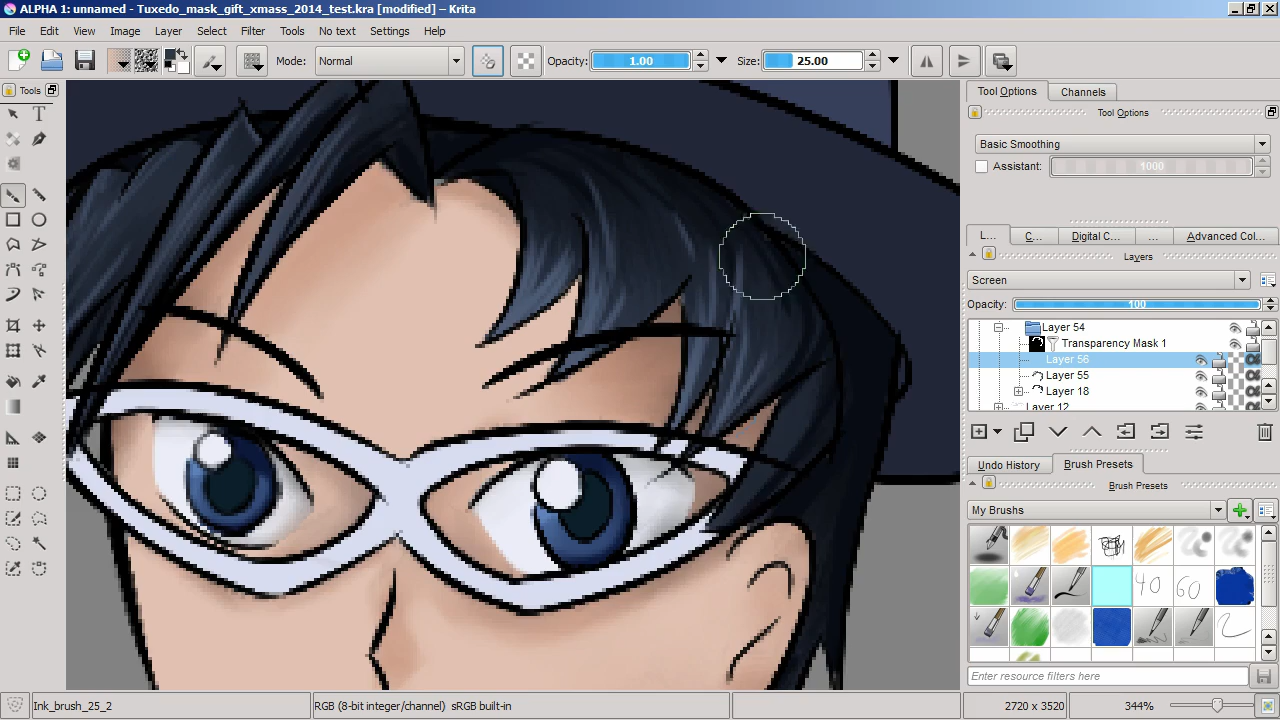 ALPHA 1: unnamed - Tuxedo_mask_gift_xmass_2014_test.kra [modified] – Krita
File Edit View Image Layer Select Filter Tools No text Settings Help
Mode: Normal Opacity: 1.00 Size: 25.00
Tools
Tool Options Channels
Tool Options
Basic Smoothing
Assistant: 1000
L... C... Digital C... ... Advanced Col...
Layers
Screen
Opacity: 100
Layer 54
Transparency Mask 1
Layer 56
Layer 55
Layer 18
Layer 12
Undo History Brush Presets
Brush Presets
My Brushes
40 60
Enter resource filters here
Ink_brush_25_2 RGB (8-bit integer/channel) sRGB built-in 2720 x 3520 344%